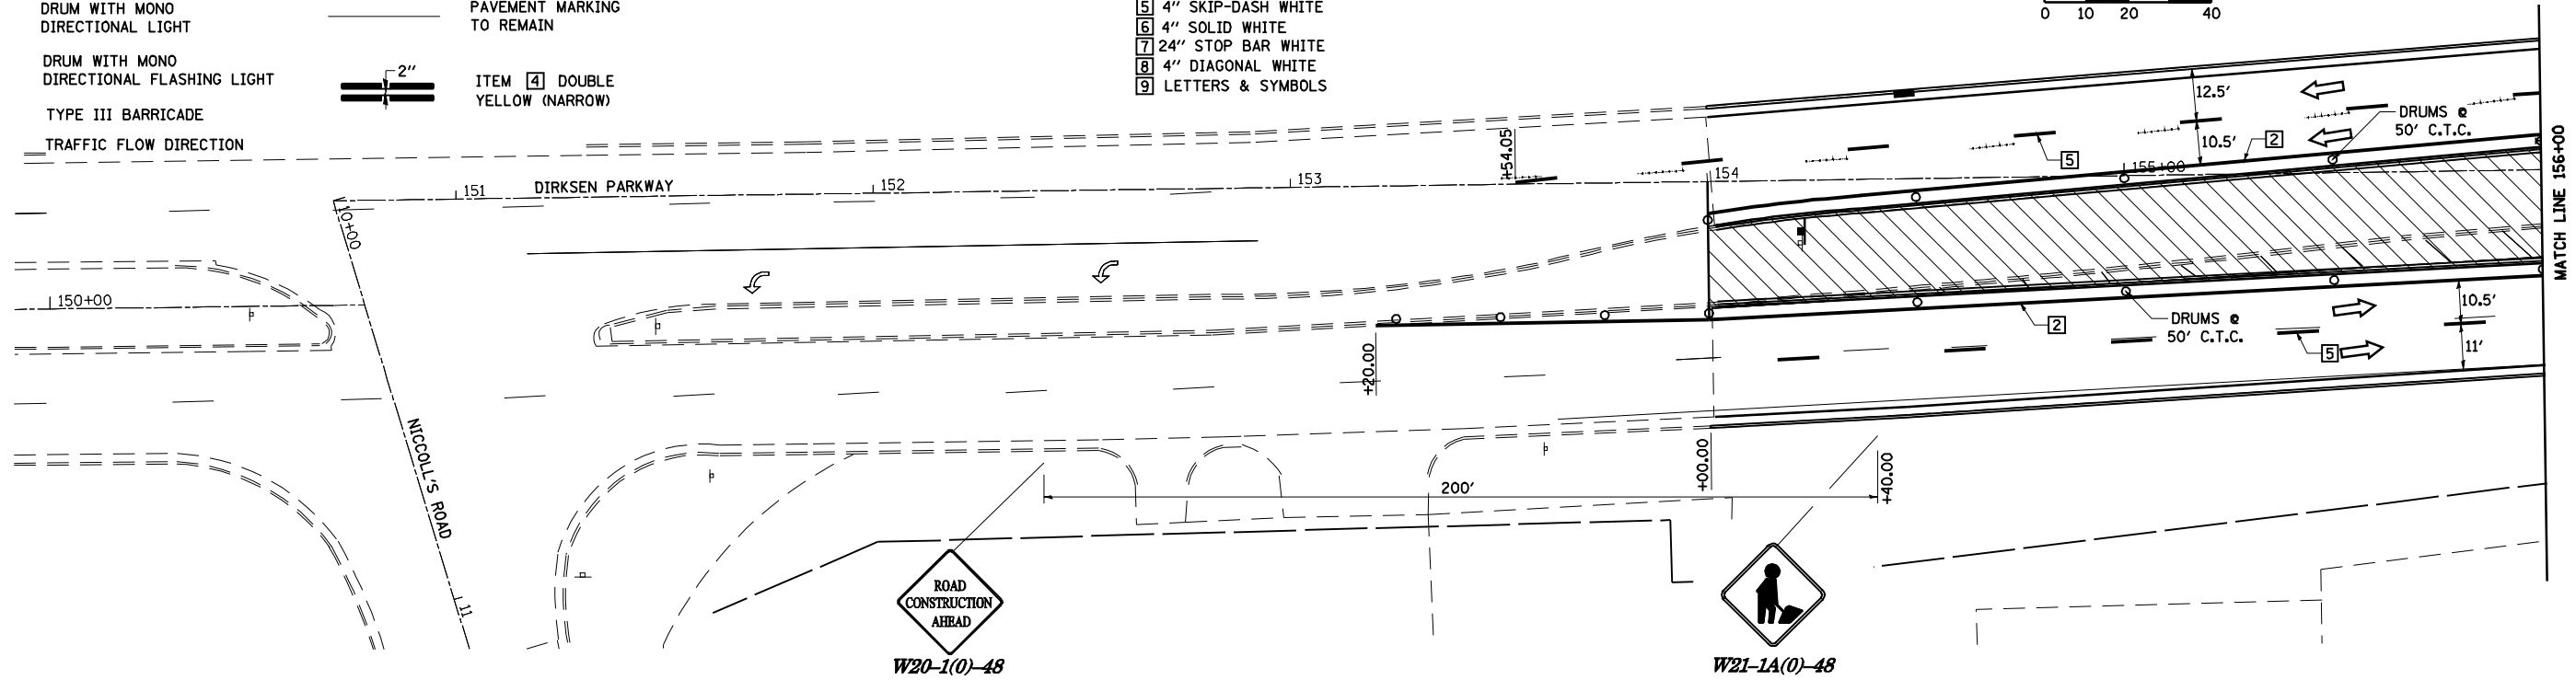 DRUM WITH MONO
DIRECTIONAL LIGHT
DRUM WITH MONO
DIRECTIONAL FLASHING LIGHT
TYPE III BARRICADE
TRAFFIC FLOW DIRECTION
PAVEMENT MARKING
TO REMAIN
2"
ITEM 4 DOUBLE
YELLOW (NARROW)
5 4" SKIP-DASH WHITE
6 4" SOLID WHITE
7 24" STOP BAR WHITE
8 4" DIAGONAL WHITE
9 LETTERS & SYMBOLS
0 10 20 40
12.5'
10.5'
2
DRUMS @
50' C.T.C.
5
+54.05
151
DIRKSEN PARKWAY
152
153
154
155+00
MATCH LINE 156+00
10+00
150+00
10.5'
11'
DRUMS @
50' C.T.C.
2
5
+20.00
NICCOLL'S ROAD
11
200'
+00.00
+40.00
ROAD
CONSTRUCTION
AHEAD
W20-1(O)-48
W21-1A(O)-48